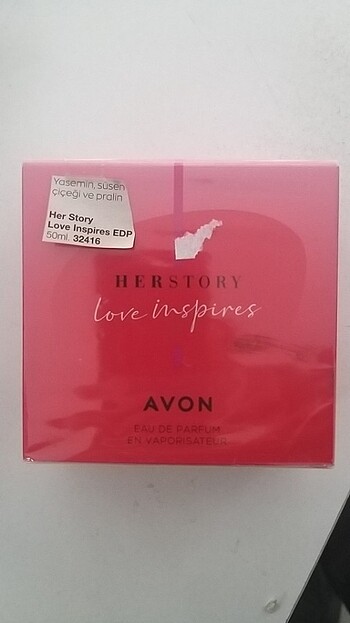 Yasemin, süsen
çiçeği ve pralin
Her Story
Love Inspires EDP
50ml. 32416
HERSTORY
love inspires
AVON
EAU DE PARFUM
EN VAPORISATEUR